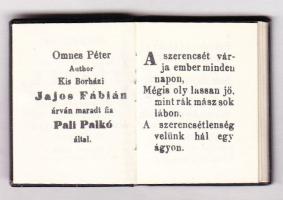 Omnes Péter
Author
Kis Borházi
Jajos Fábián
árván maradt fia
Pali Palkó
által.
A szerencsét vár-
ja ember minden
napon,
Mégis oly lassan jő,
mint rák mász sok
lábon.
A szerencsétlenség
velünk hál egy
ágyon.